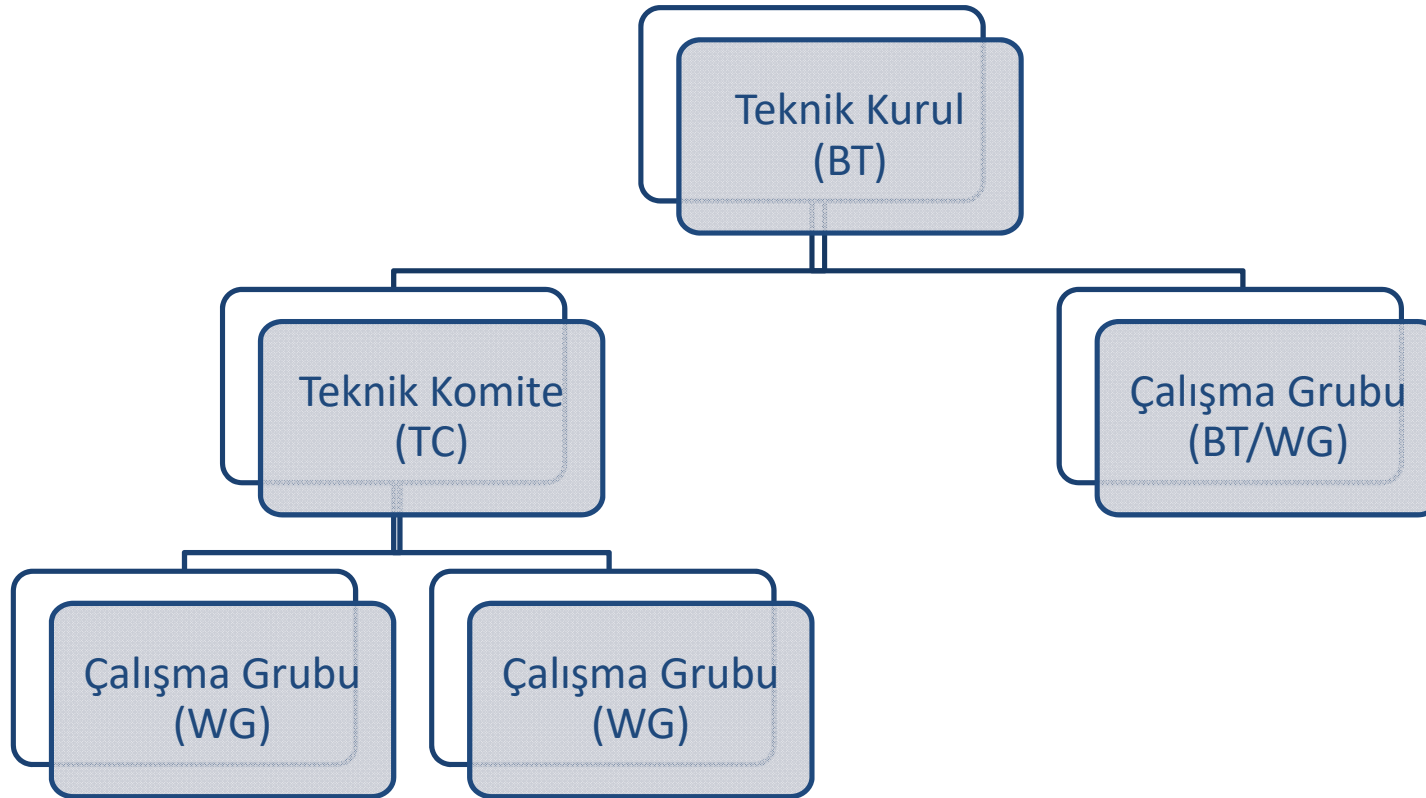 Teknik Kurul
(BT)
Teknik Komite
(TC)
Çalışma Grubu
(BT/WG)
Çalışma Grubu
(WG)
Çalışma Grubu
(WG)